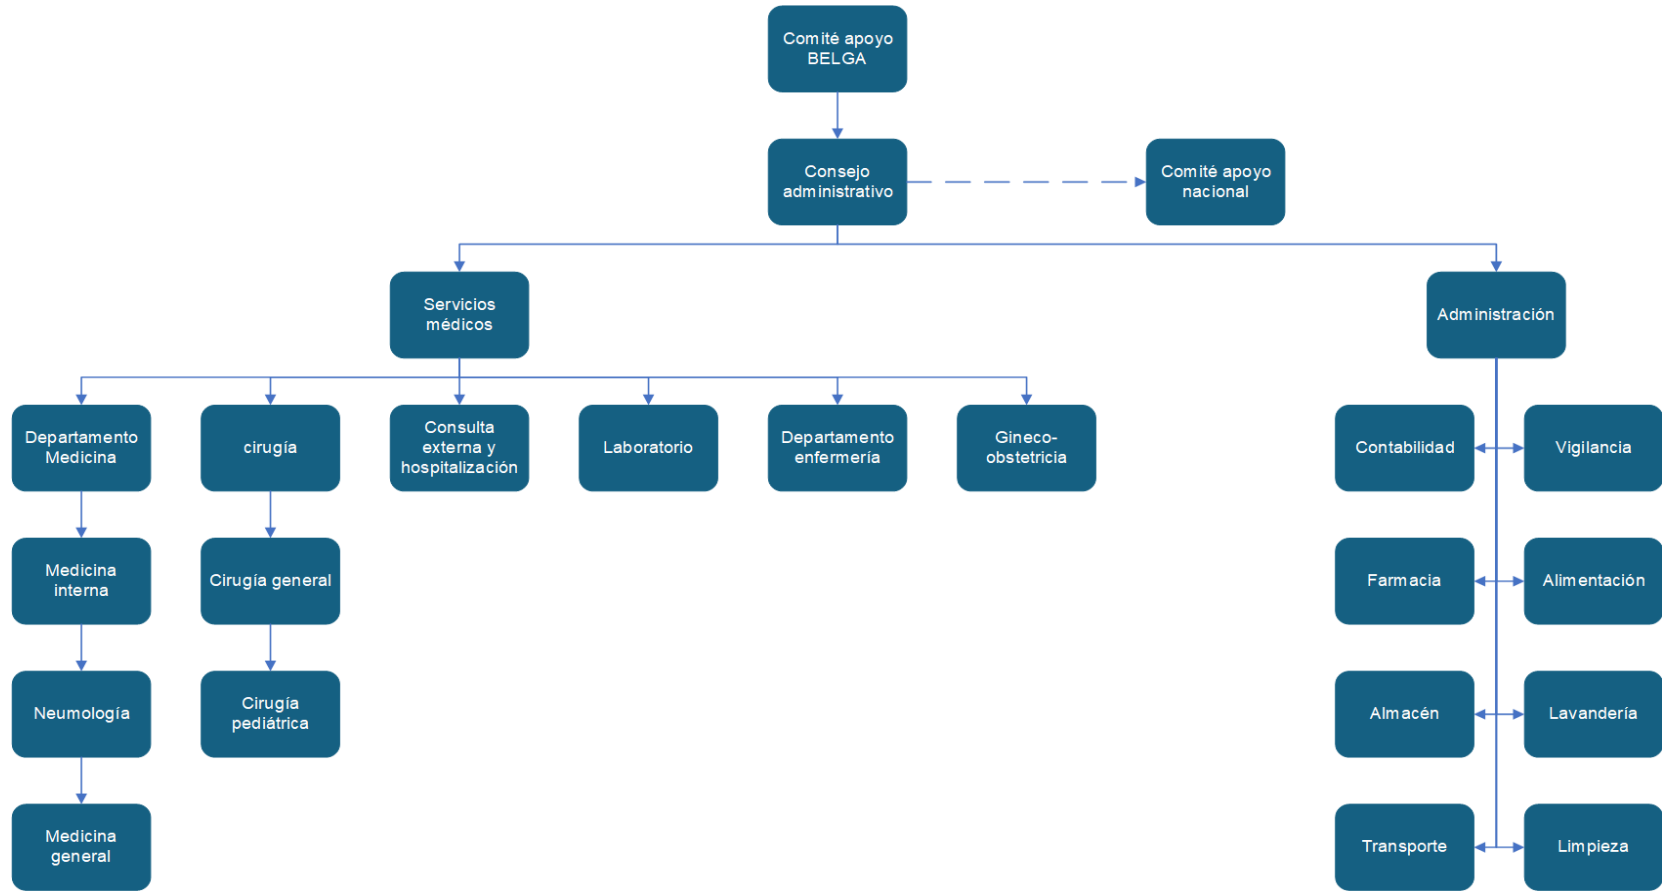 Comité apoyo
BELGA
Consejo
administrativo
Comité apoyo
nacional
Servicios
médicos
Administración
Departamento
Medicina
cirugía
Consulta
externa y
hospitalización
Laboratorio
Departamento
enfermería
Gineco-
obstetricia
Contabilidad
Vigilancia
Medicina
interna
Cirugía general
Farmacia
Alimentación
Neumología
Cirugía
pediátrica
Almacén
Lavandería
Medicina
general
Transporte
Limpieza